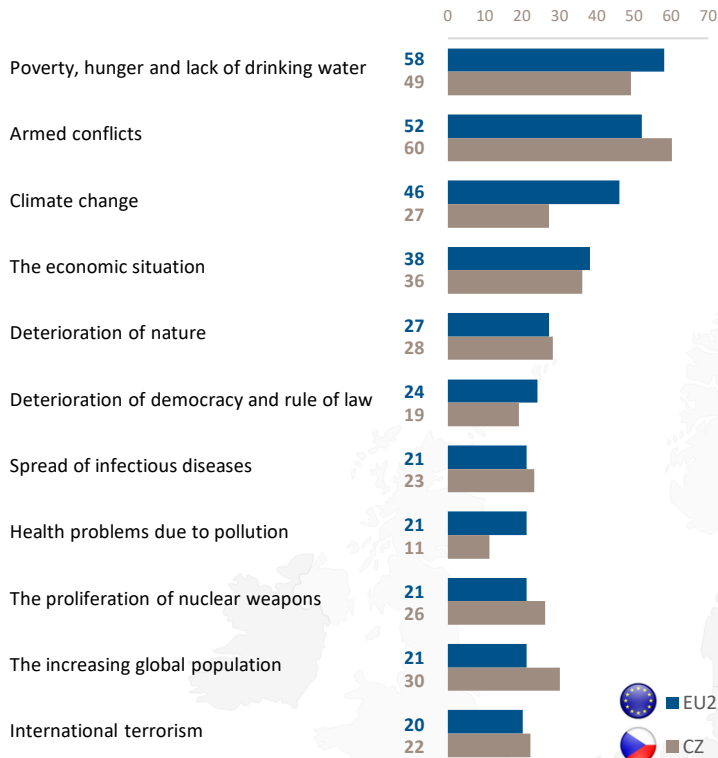 0 10 20 30 40 50 60 70
Poverty, hunger and lack of drinking water 58
49
Armed conflicts 52
60
Climate change 46
27
The economic situation 38
36
Deterioration of nature 27
28
Deterioration of democracy and rule of law 24
19
Spread of infectious diseases 21
23
Health problems due to pollution 21
11
The proliferation of nuclear weapons 21
26
The increasing global population 21
30
International terrorism 20
22
EU2
CZ